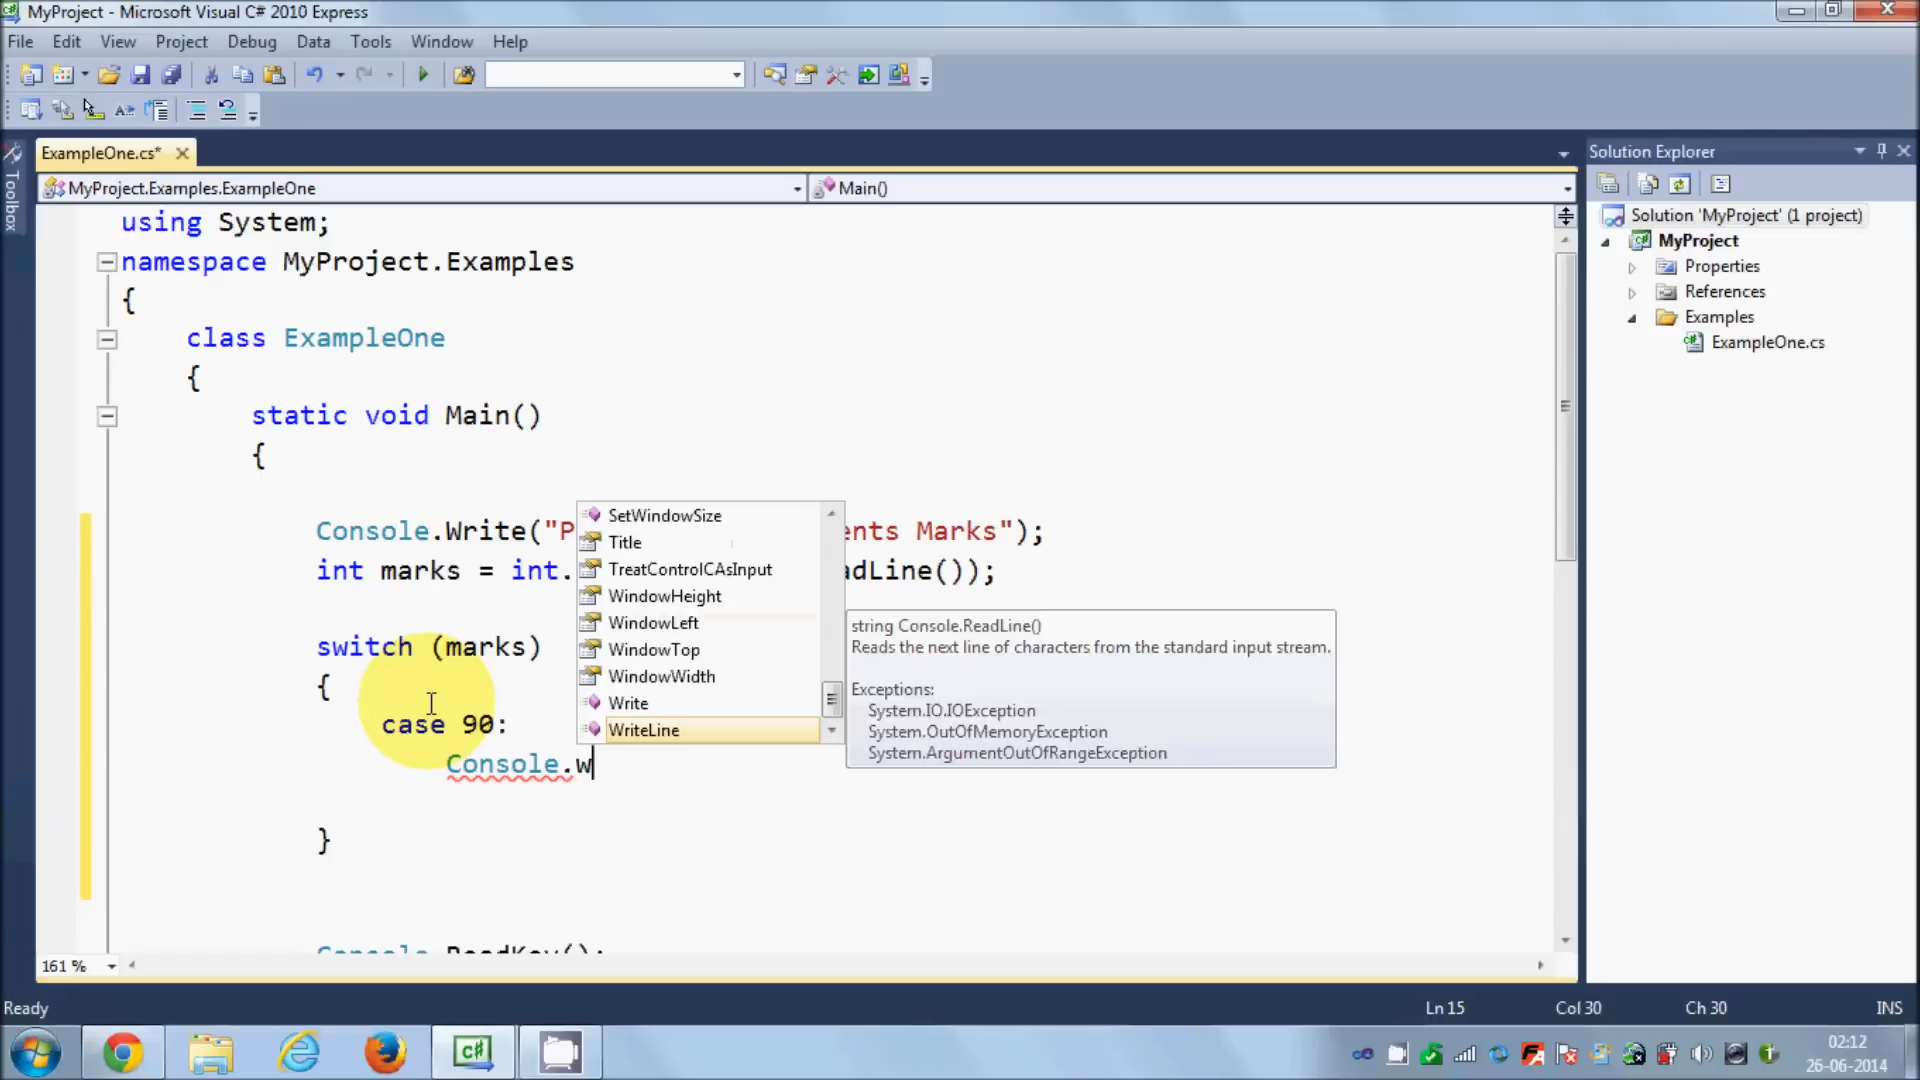 MyProject - Microsoft Visual C# 2010 Express
File Edit View Project Debug Data Tools Window Help
ExampleOne.cs*
Solution Explorer
Toolbox
MyProject.Examples.ExampleOne
Main()
using System;
namespace MyProject.Examples
{
class ExampleOne
{
static void Main()
{
Console.Write("P
ents Marks");
int marks = int.
adLine());
switch (marks)
{
case 90:
Console.w
}
SetWindowSize
Title
TreatControlCAsInput
WindowHeight
WindowLeft
WindowTop
WindowWidth
Write
WriteLine
string Console.ReadLine()
Reads the next line of characters from the standard input stream.
Exceptions:
System.IO.IOException
System.OutOfMemoryException
System.ArgumentOutOfRangeException
Solution 'MyProject' (1 project)
MyProject
Properties
References
Examples
ExampleOne.cs
161 %
Ready
Ln 15
Col 30
Ch 30
INS
02:12
26-06-2014